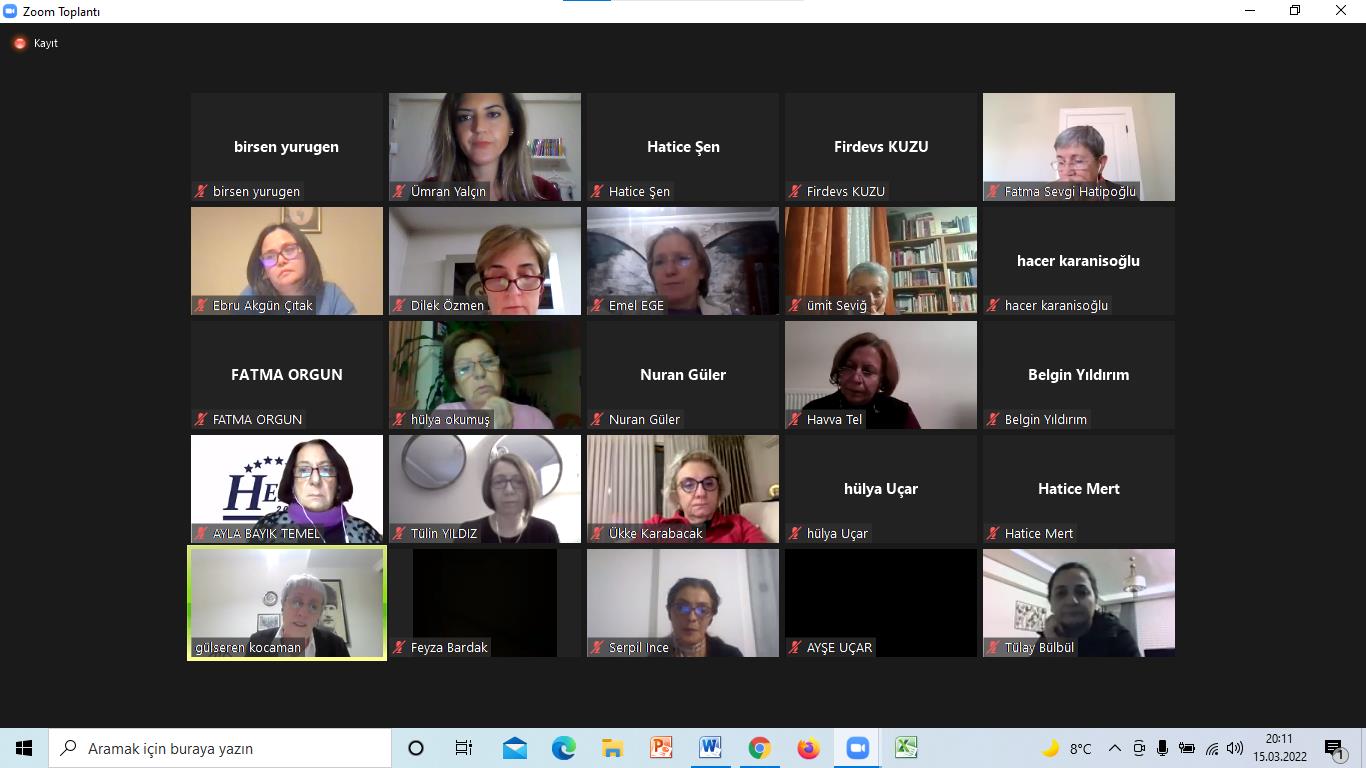 Zoom Toplantı
Kayıt
birsen yurugen
birsen yurugen
Ümran Yalçın
Hatice Şen
Hatice Şen
Firdevs KUZU
Firdevs KUZU
Fatma Sevgi Hatipoğlu
Ebru Akgün Çıtak
Dilek Özmen
Emel EGE
ümit Seviğ
hacer karanisoğlu
hacer karanisoğlu
FATMA ORGUN
FATMA ORGUN
hülya okumuş
Nuran Güler
Nuran Güler
Havva Tel
Belgin Yıldırım
Belgin Yıldırım
HE
2
AYLA BAYIK TEMEL
Tülin YILDIZ
Ükke Karabacak
hülya Uçar
hülya Uçar
Hatice Mert
Hatice Mert
gülseren kocaman
Feyza Bardak
Serpil Ince
AYŞE UÇAR
Tülay Bülbül
Aramak için buraya yazın
8°C
20:11
15.03.2022
1